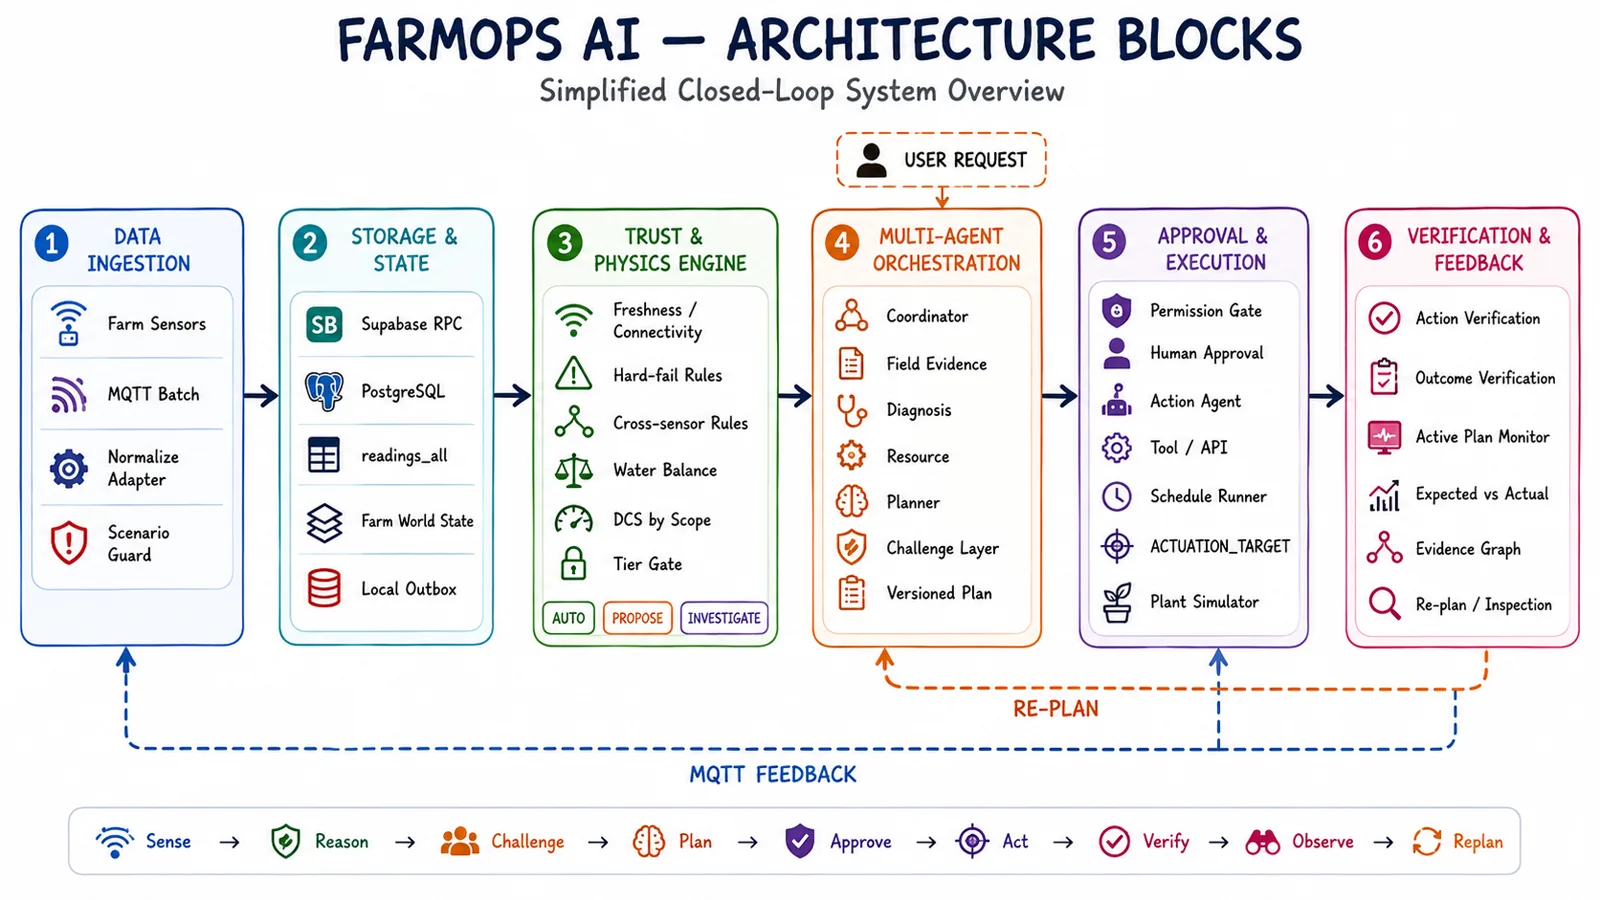 FARMOPS AI — ARCHITECTURE BLOCKS
Simplified Closed-Loop System Overview
USER REQUEST
1
DATA
INGESTION
Farm Sensors
MQTT Batch
Normalize
Adapter
Scenario
Guard
2
STORAGE &
STATE
SB
Supabase RPC
PostgreSQL
readings_all
Farm World State
Local Outbox
3
TRUST &
PHYSICS ENGINE
Freshness /
Connectivity
Hard-fail Rules
Cross-sensor Rules
Water Balance
DCS by Scope
Tier Gate
AUTO
PROPOSE
INVESTIGATE
4
MULTI-AGENT
ORCHESTRATION
Coordinator
Field Evidence
Diagnosis
Resource
Planner
Challenge Layer
Versioned Plan
5
APPROVAL &
EXECUTION
Permission Gate
Human Approval
Action Agent
Tool / API
Schedule Runner
ACTUATION_TARGET
Plant Simulator
6
VERIFICATION &
FEEDBACK
Action Verification
Outcome Verification
Active Plan Monitor
Expected vs Actual
Evidence Graph
Re-plan / Inspection
RE-PLAN
MQTT FEEDBACK
Sense → Reason → Challenge → Plan → Approve → Act → Verify → Observe → Replan